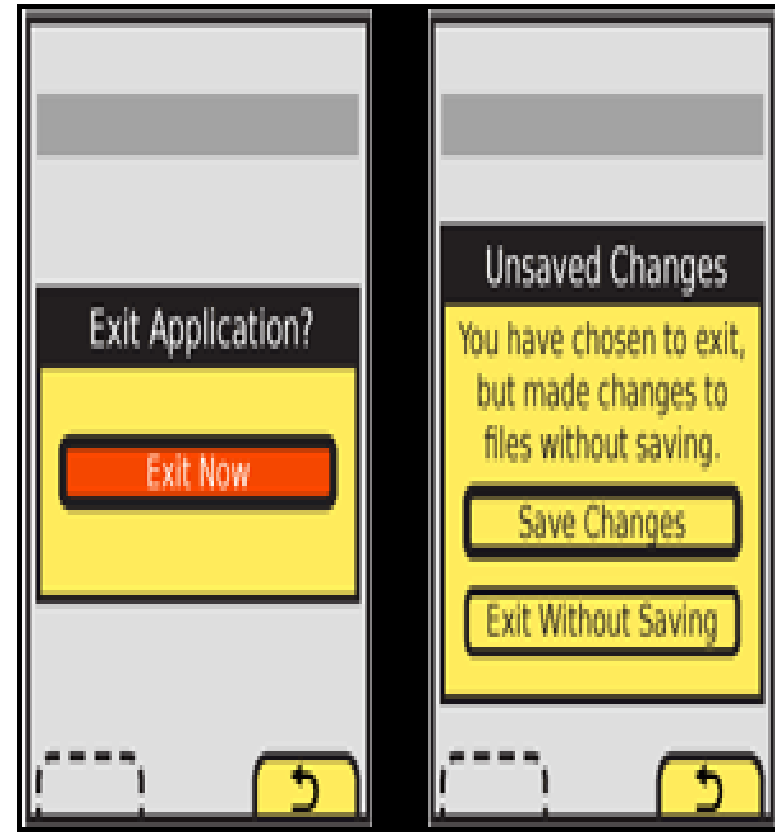 Exit Application?
Exit Now
Unsaved Changes
You have chosen to exit,
but made changes to
files without saving.
Save Changes
Exit Without Saving